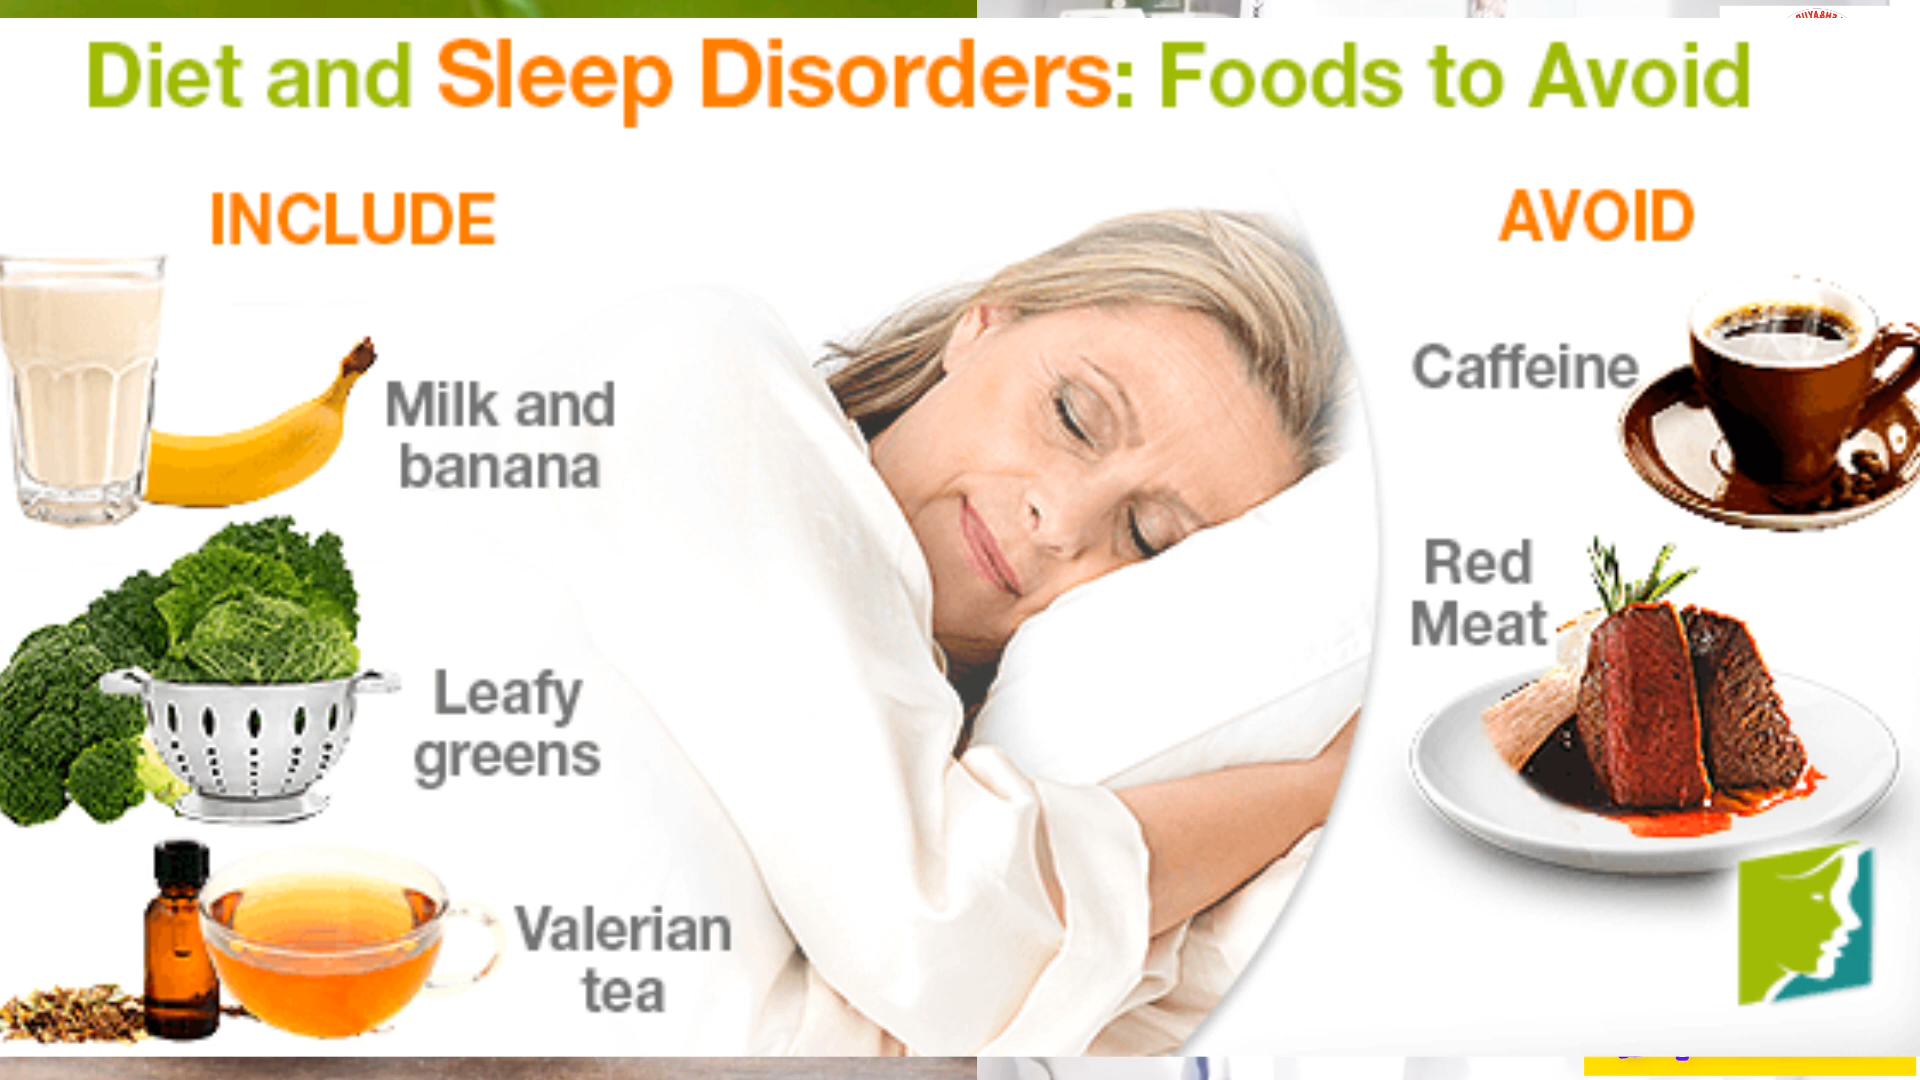 Diet and Sleep Disorders: Foods to Avoid
INCLUDE
Milk and
banana
Leafy
greens
Valerian
tea
AVOID
Caffeine
Red
Meat